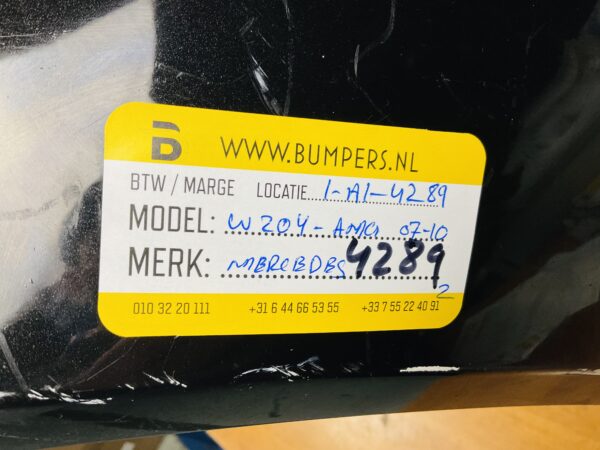 WWW.BUMPERS.NL
BTW / MARGE LOCATIE 1-A1-4289
MODEL: W204-AMG 07-10
MERK: MERCEDES 4289
2
010 32 20 111 +31 6 44 66 53 55 +33 7 55 22 40 91